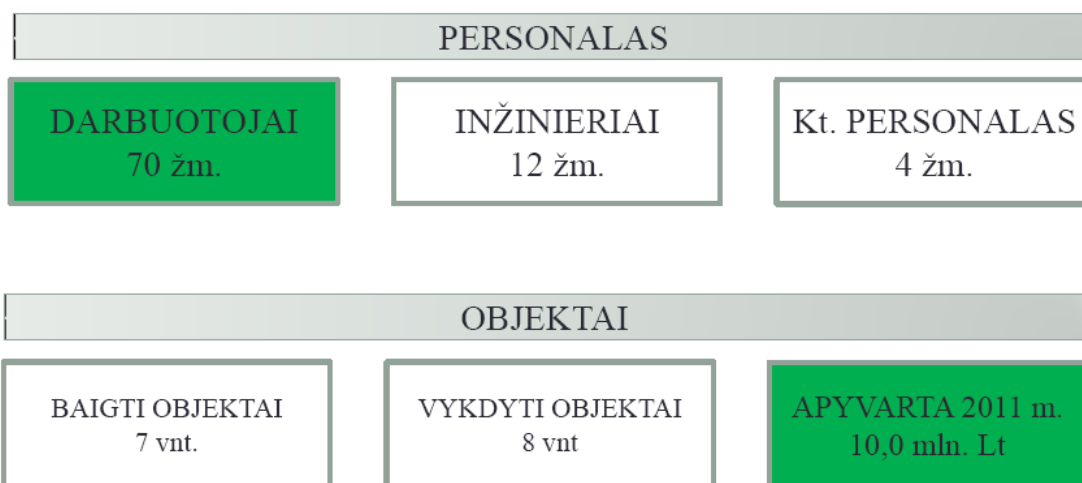 PERSONALAS
DARBUOTOJAI
70 žm.
INŽINIERIAI
12 žm.
Kt. PERSONALAS
4 žm.
OBJEKTAI
BAIGTI OBJEKTAI
7 vnt.
VYKDYTI OBJEKTAI
8 vnt
APYVARTA 2011 m.
10,0 mln. Lt